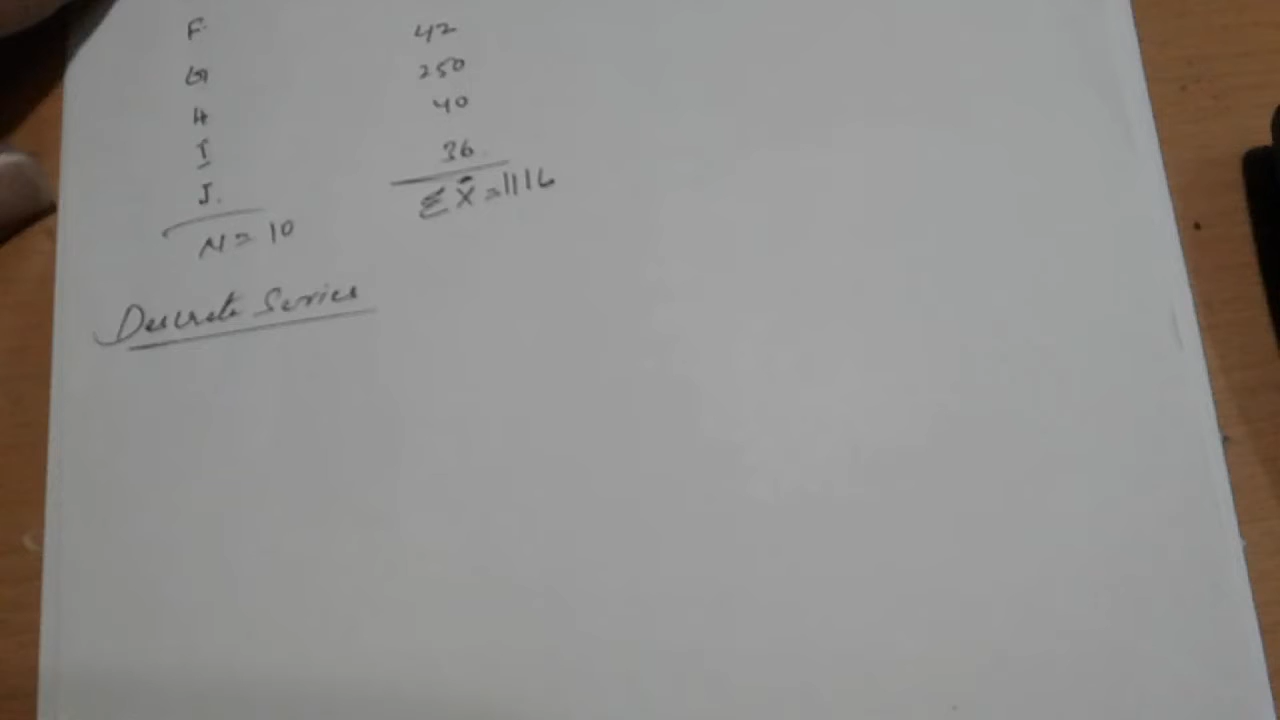 F 42
G 250
H 40
I 36
J.
N = 10 ΣX = 1116
Discrete Series